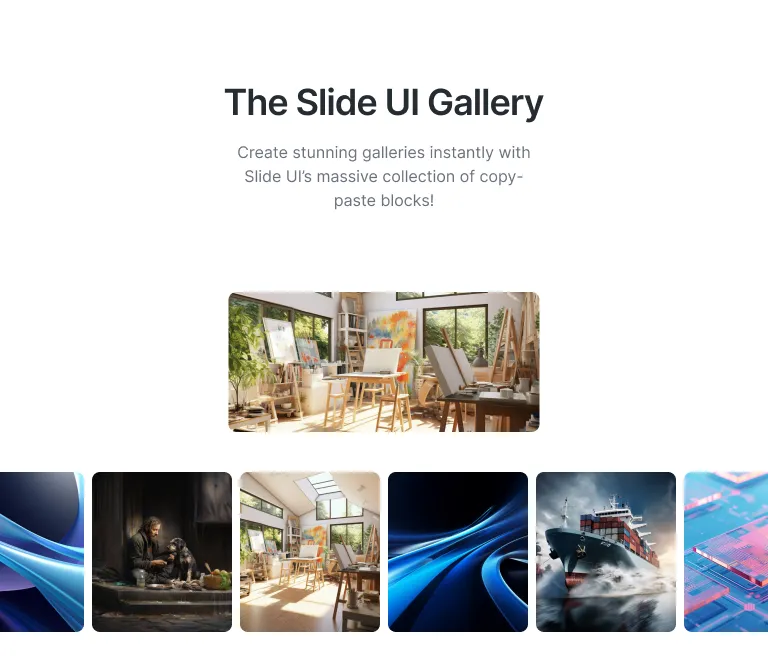 The Slide UI Gallery
Create stunning galleries instantly with
Slide UI’s massive collection of copy-
paste blocks!